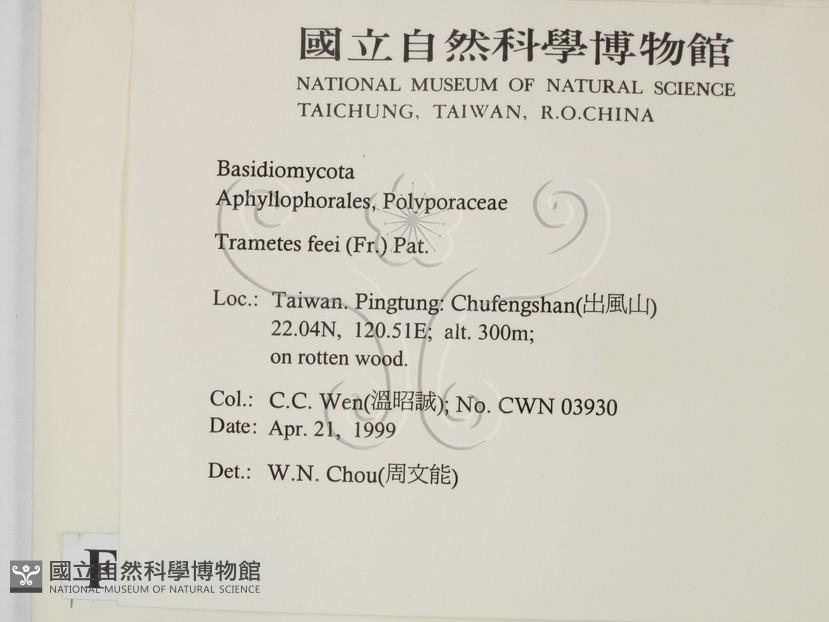 國立自然科學博物館
NATIONAL MUSEUM OF NATURAL SCIENCE
TAICHUNG, TAIWAN, R.O.CHINA
Basidiomycota
Aphyllophorales, Polyporaceae
Trametes feei (Fr.) Pat.
Loc.: Taiwan. Pingtung: Chufengshan(出風山)
22.04N, 120.51E; alt. 300m;
on rotten wood.
Col.: C.C. Wen(溫昭誠); No. CWN 03930
Date: Apr. 21, 1999
Det.: W.N. Chou(周文能)
F
國立自然科學博物館
NATIONAL MUSEUM OF NATURAL SCIENCE